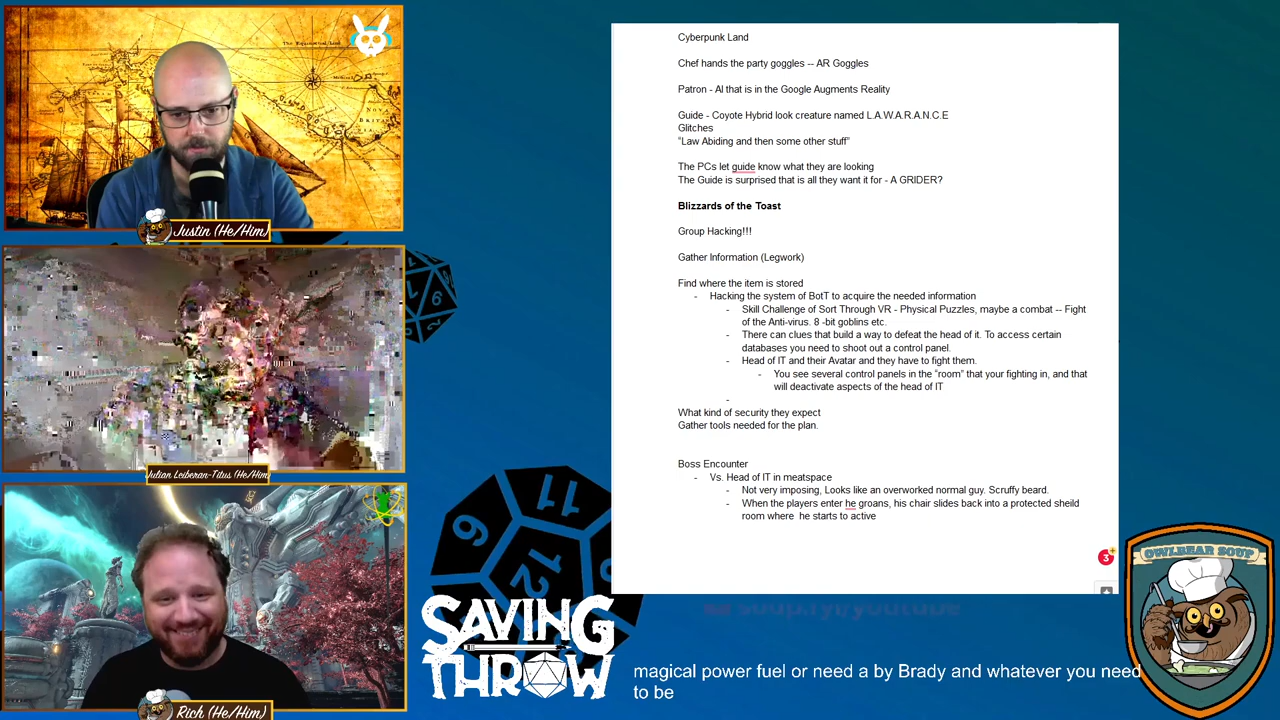 Justin (He/Him)
Julian Leiberan-Titus (He/Him)
Rich (He/Him)
SAVING
THROW
Cyberpunk Land
Chef hands the party goggles -- AR Goggles
Patron - AI that is in the Google Augments Reality
Guide - Coyote Hybrid look creature named L.A.W.A.R.A.N.C.E
Glitches
"Law Abiding and then some other stuff"
The PCs let guide know what they are looking
The Guide is surprised that is all they want it for - A GRIDER?
Blizzards of the Toast
Group Hacking!!!
Gather Information (Legwork)
Find where the item is stored
- Hacking the system of BotT to acquire the needed information
- Skill Challenge of Sort Through VR - Physical Puzzles, maybe a combat -- Fight
of the Anti-virus. 8 -bit goblins etc.
- There can clues that build a way to defeat the head of it. To access certain
databases you need to shoot out a control panel.
- Head of IT and their Avatar and they have to fight them.
- You see several control panels in the "room" that your fighting in, and that
will deactivate aspects of the head of IT
-
What kind of security they expect
Gather tools needed for the plan.
Boss Encounter
- Vs. Head of IT in meatspace
- Not very imposing, Looks like an overworked normal guy. Scruffy beard.
- When the players enter he groans, his chair slides back into a protected sheild
room where he starts to active
3
OWLBEAR SOUP
magical power fuel or need a by Brady and whatever you need
to be